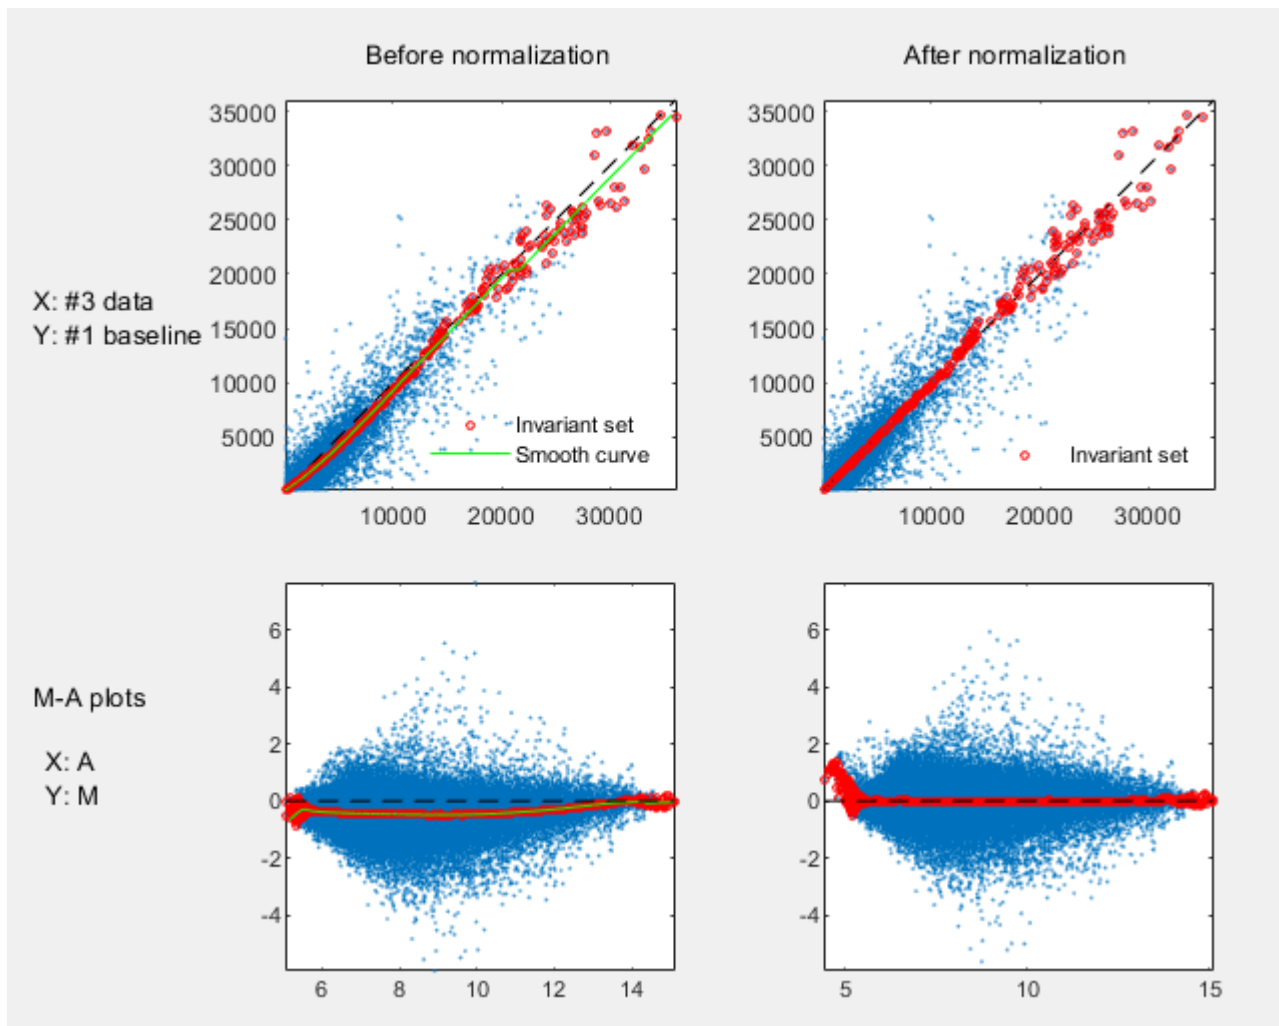 Before normalization
After normalization
X: #3 data
Y: #1 baseline
35000
30000
25000
20000
15000
10000
5000
Invariant set
Smooth curve
10000 20000 30000
35000
30000
25000
20000
15000
10000
5000
Invariant set
10000 20000 30000
M-A plots
X: A
Y: M
6
4
2
0
-2
-4
6 8 10 12 14
6
4
2
0
-2
-4
5 10 15